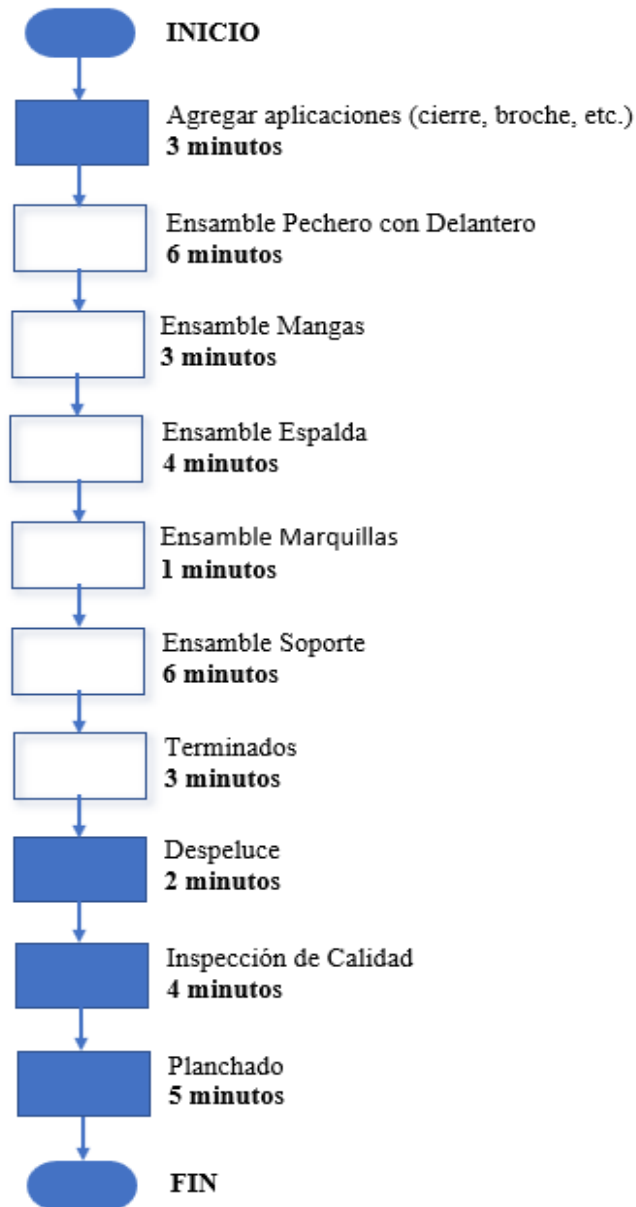 INICIO
Agregar aplicaciones (cierre, broche, etc.)
3 minutos
Ensamble Pechero con Delantero
6 minutos
Ensamble Mangas
3 minutos
Ensamble Espalda
4 minutos
Ensamble Marquillas
1 minutos
Ensamble Soporte
6 minutos
Terminados
3 minutos
Despeluce
2 minutos
Inspección de Calidad
4 minutos
Planchado
5 minutos
FIN